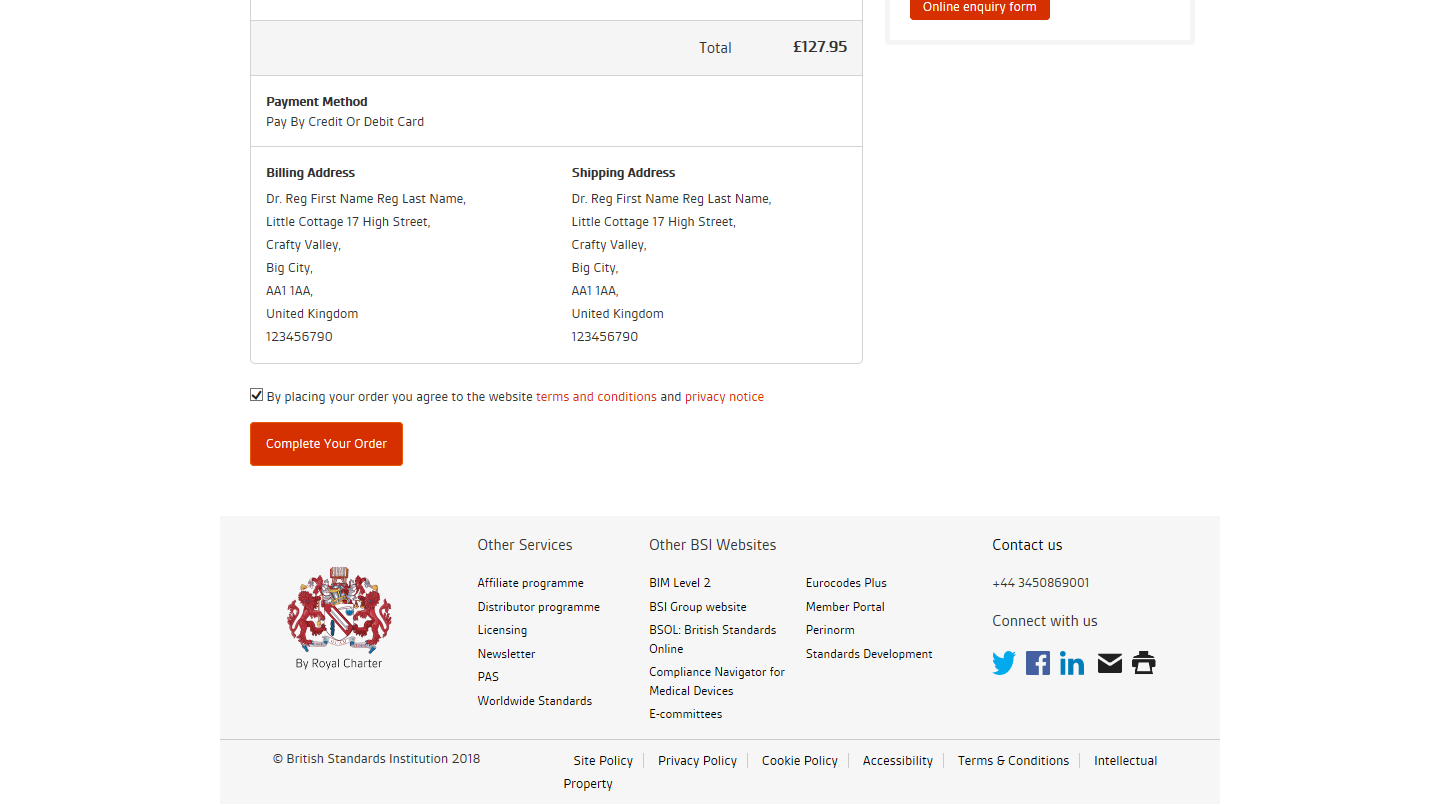 Online enquiry form
Total £127.95
Payment Method
Pay By Credit Or Debit Card
Billing Address
Dr. Reg First Name Reg Last Name,
Little Cottage 17 High Street,
Crafty Valley,
Big City,
AA1 1AA,
United Kingdom
123456790
Shipping Address
Dr. Reg First Name Reg Last Name,
Little Cottage 17 High Street,
Crafty Valley,
Big City,
AA1 1AA,
United Kingdom
123456790
By placing your order you agree to the website terms and conditions and privacy notice
Complete Your Order
By Royal Charter
Other Services
Affiliate programme
Distributor programme
Licensing
Newsletter
PAS
Worldwide Standards
Other BSI Websites
BIM Level 2
BSI Group website
BSOL: British Standards
Online
Compliance Navigator for
Medical Devices
E-committees
Eurocodes Plus
Member Portal
Perinorm
Standards Development
Contact us
+44 3450869001
Connect with us
© British Standards Institution 2018
Site Policy Privacy Policy Cookie Policy Accessibility Terms & Conditions Intellectual
Property